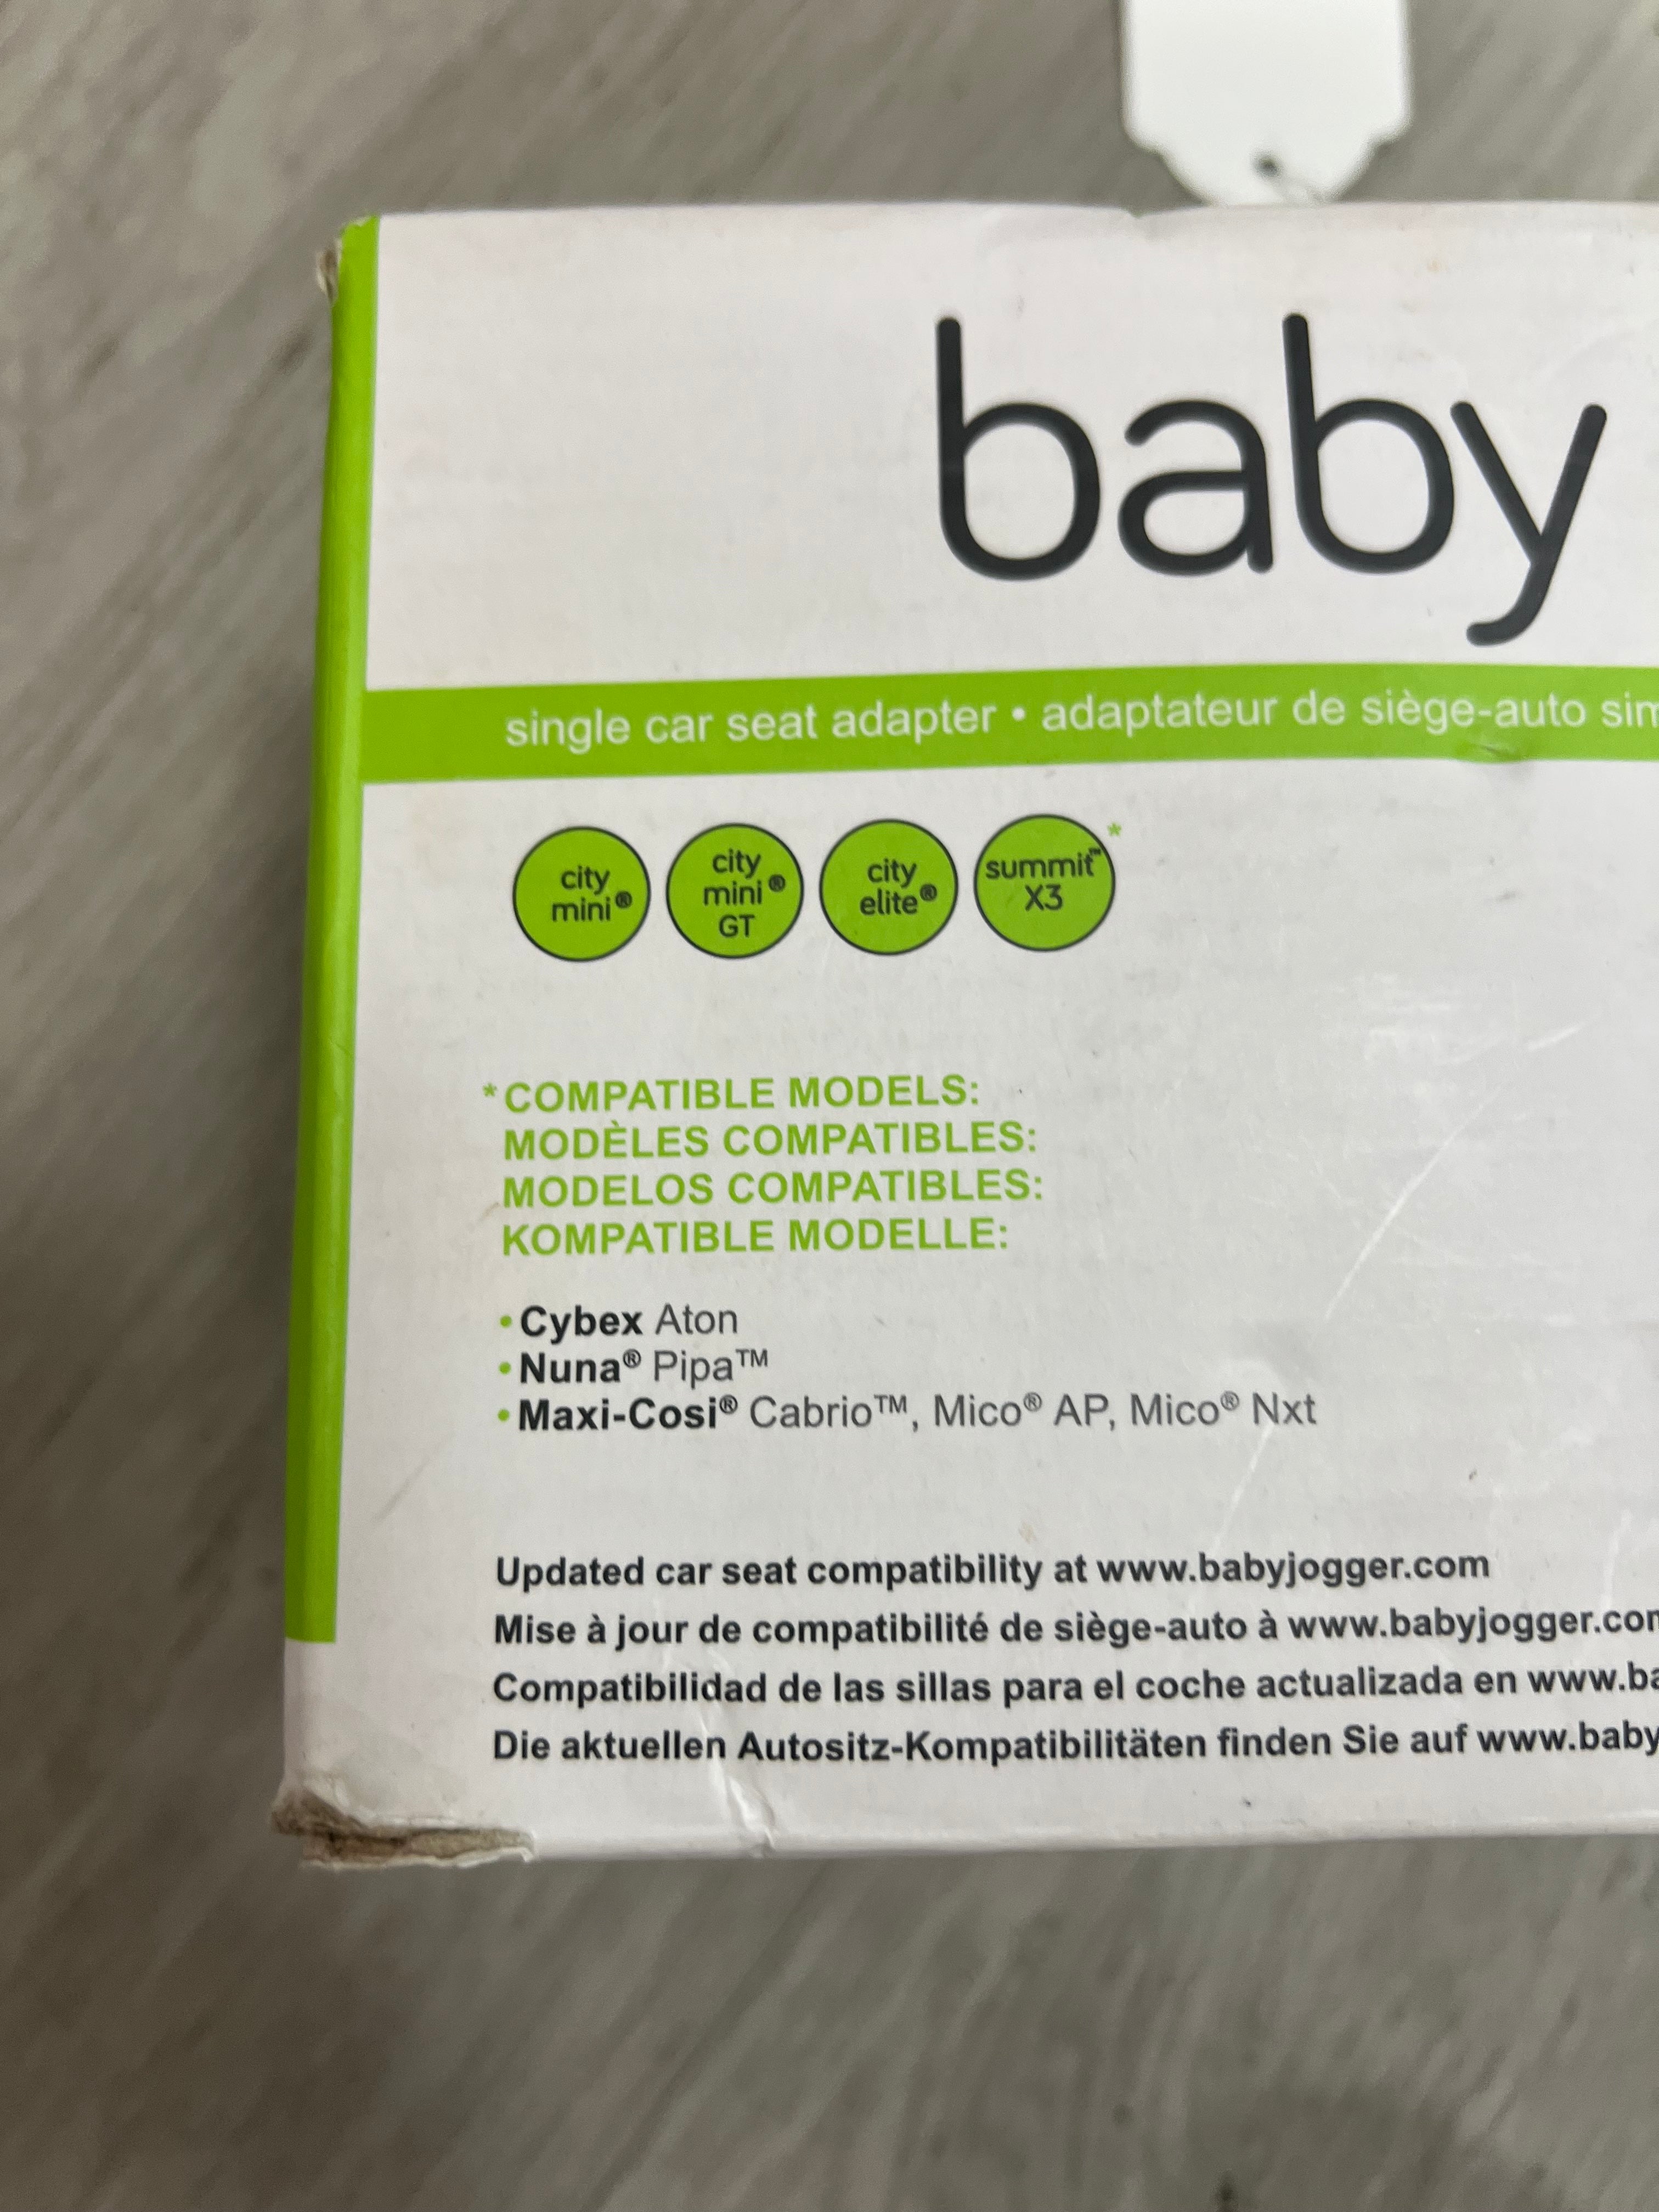 baby
single car seat adapter • adaptateur de siège-auto
city mini®
city mini® GT
city elite®
summit™ X3 *
* COMPATIBLE MODELS:
MODÈLES COMPATIBLES:
MODELOS COMPATIBLES:
KOMPATIBLE MODELLE:
• Cybex Aton
• Nuna® Pipa™
• Maxi-Cosi® Cabrio™, Mico® AP, Mico® Nxt
Updated car seat compatibility at www.babyjogger.com
Mise à jour de compatibilité de siège-auto à www.babyjogger.com
Compatibilidad de las sillas para el coche actualizada en www.ba
Die aktuellen Autositz-Kompatibilitäten finden Sie auf www.baby